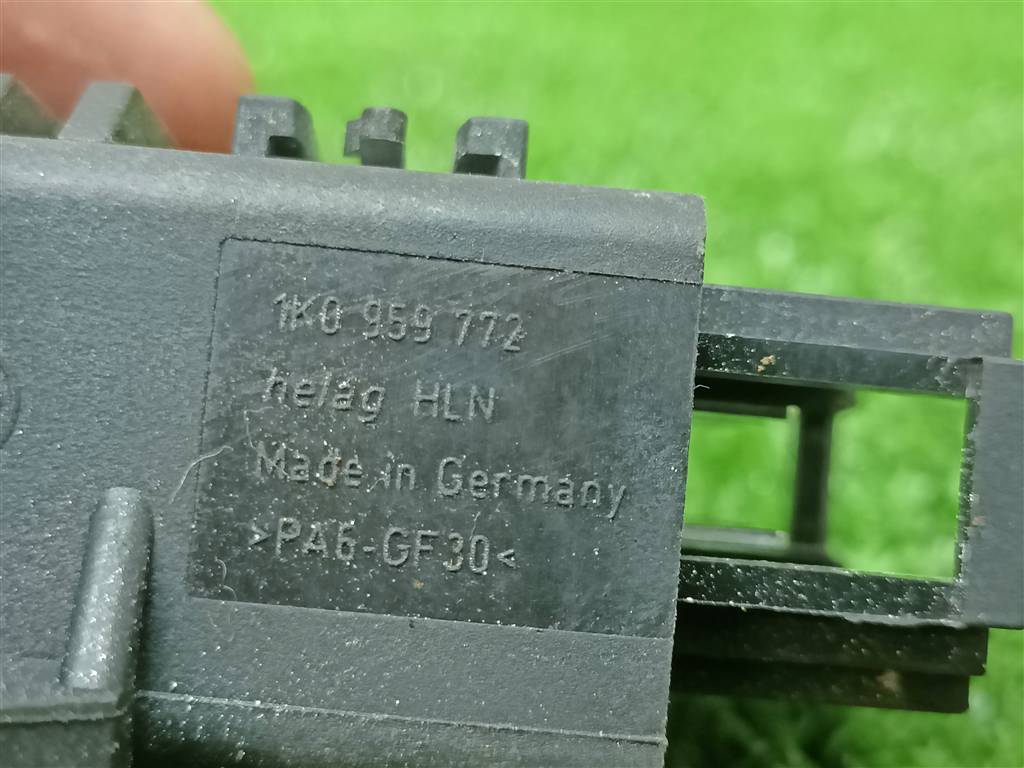 1K0 959 772
helag HLN
Made in Germany
>PA6-GF30<